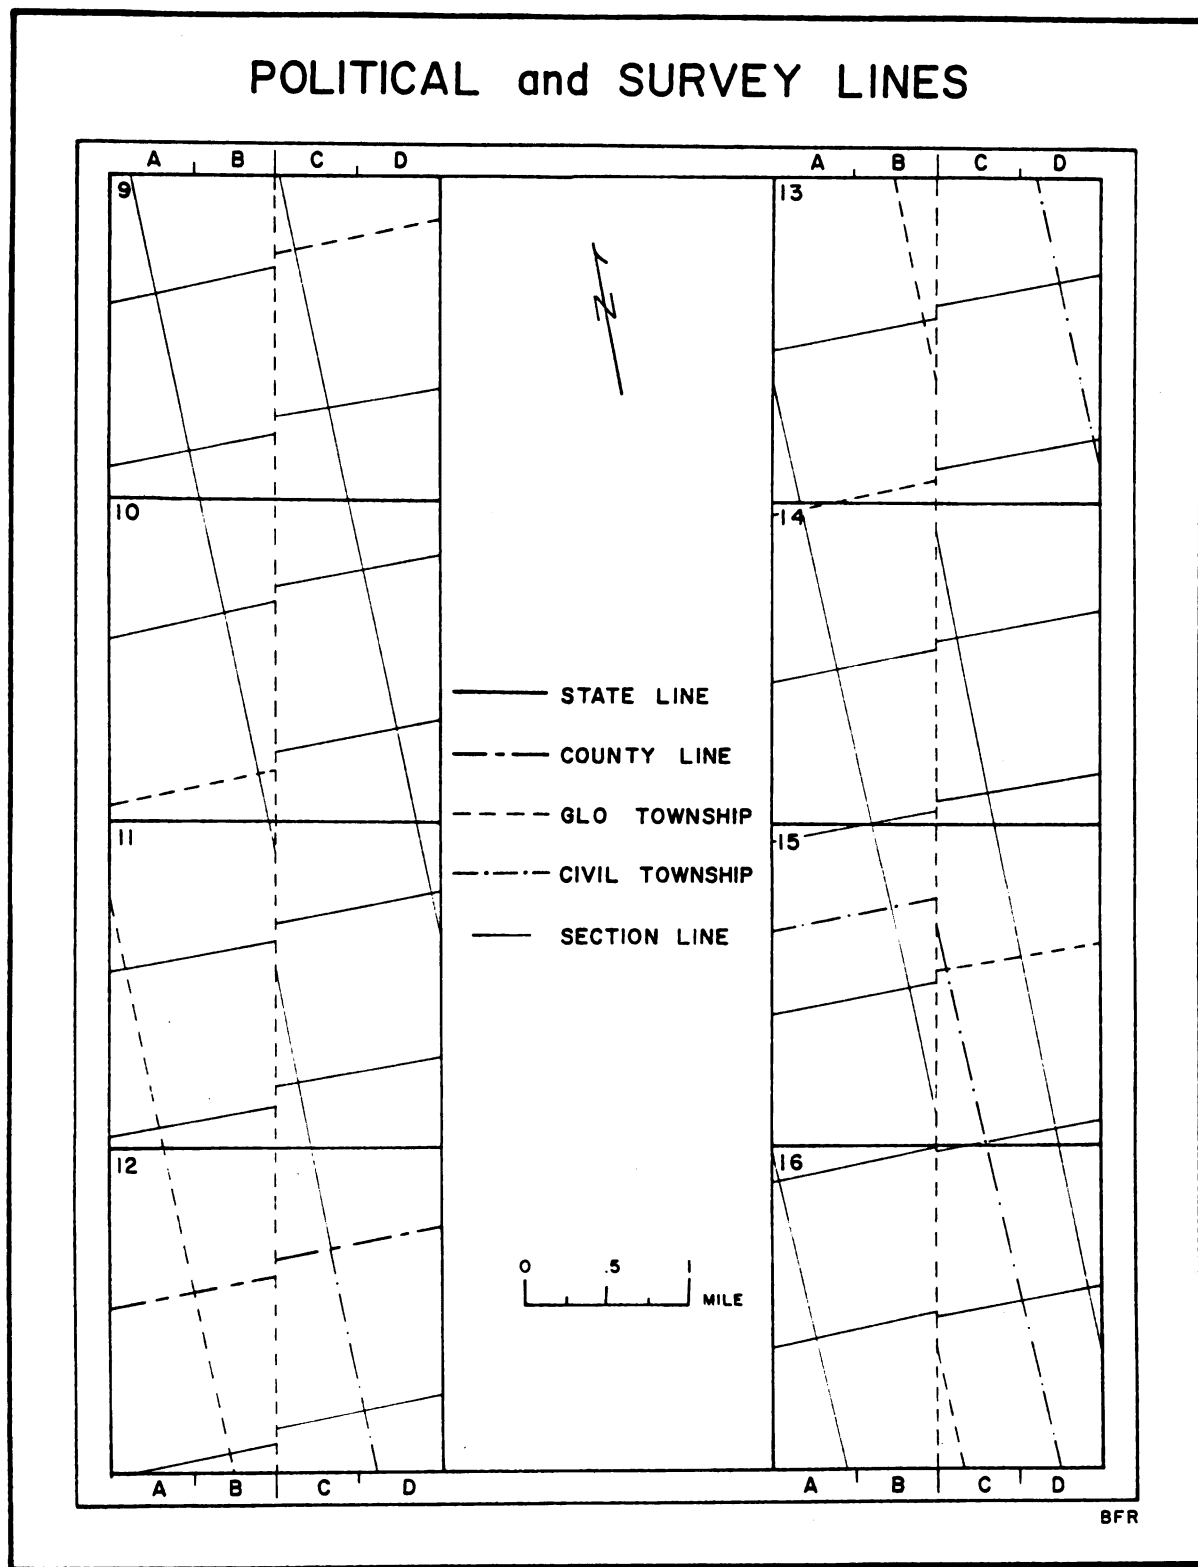 POLITICAL and SURVEY LINES
A B C D
A B C D
9
13
10
14
STATE LINE
COUNTY LINE
GLO TOWNSHIP
11
15
CIVIL TOWNSHIP
SECTION LINE
12
16
N
0 .5 1
MILE
A B C D
A B C D
BFR